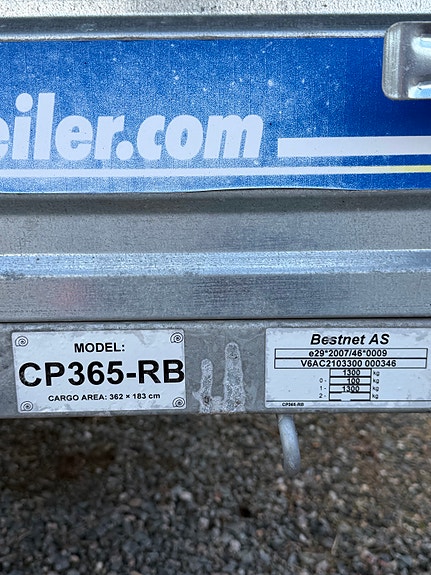 eiler.com
MODEL:
CP365-RB
CARGO AREA: 362 × 183 cm
Bestnet AS
e29*2007/46*0009
V6AC2103300 000346
1300 kg
0- 100 kg
1- 1300 kg
2- - kg
CP365-RB